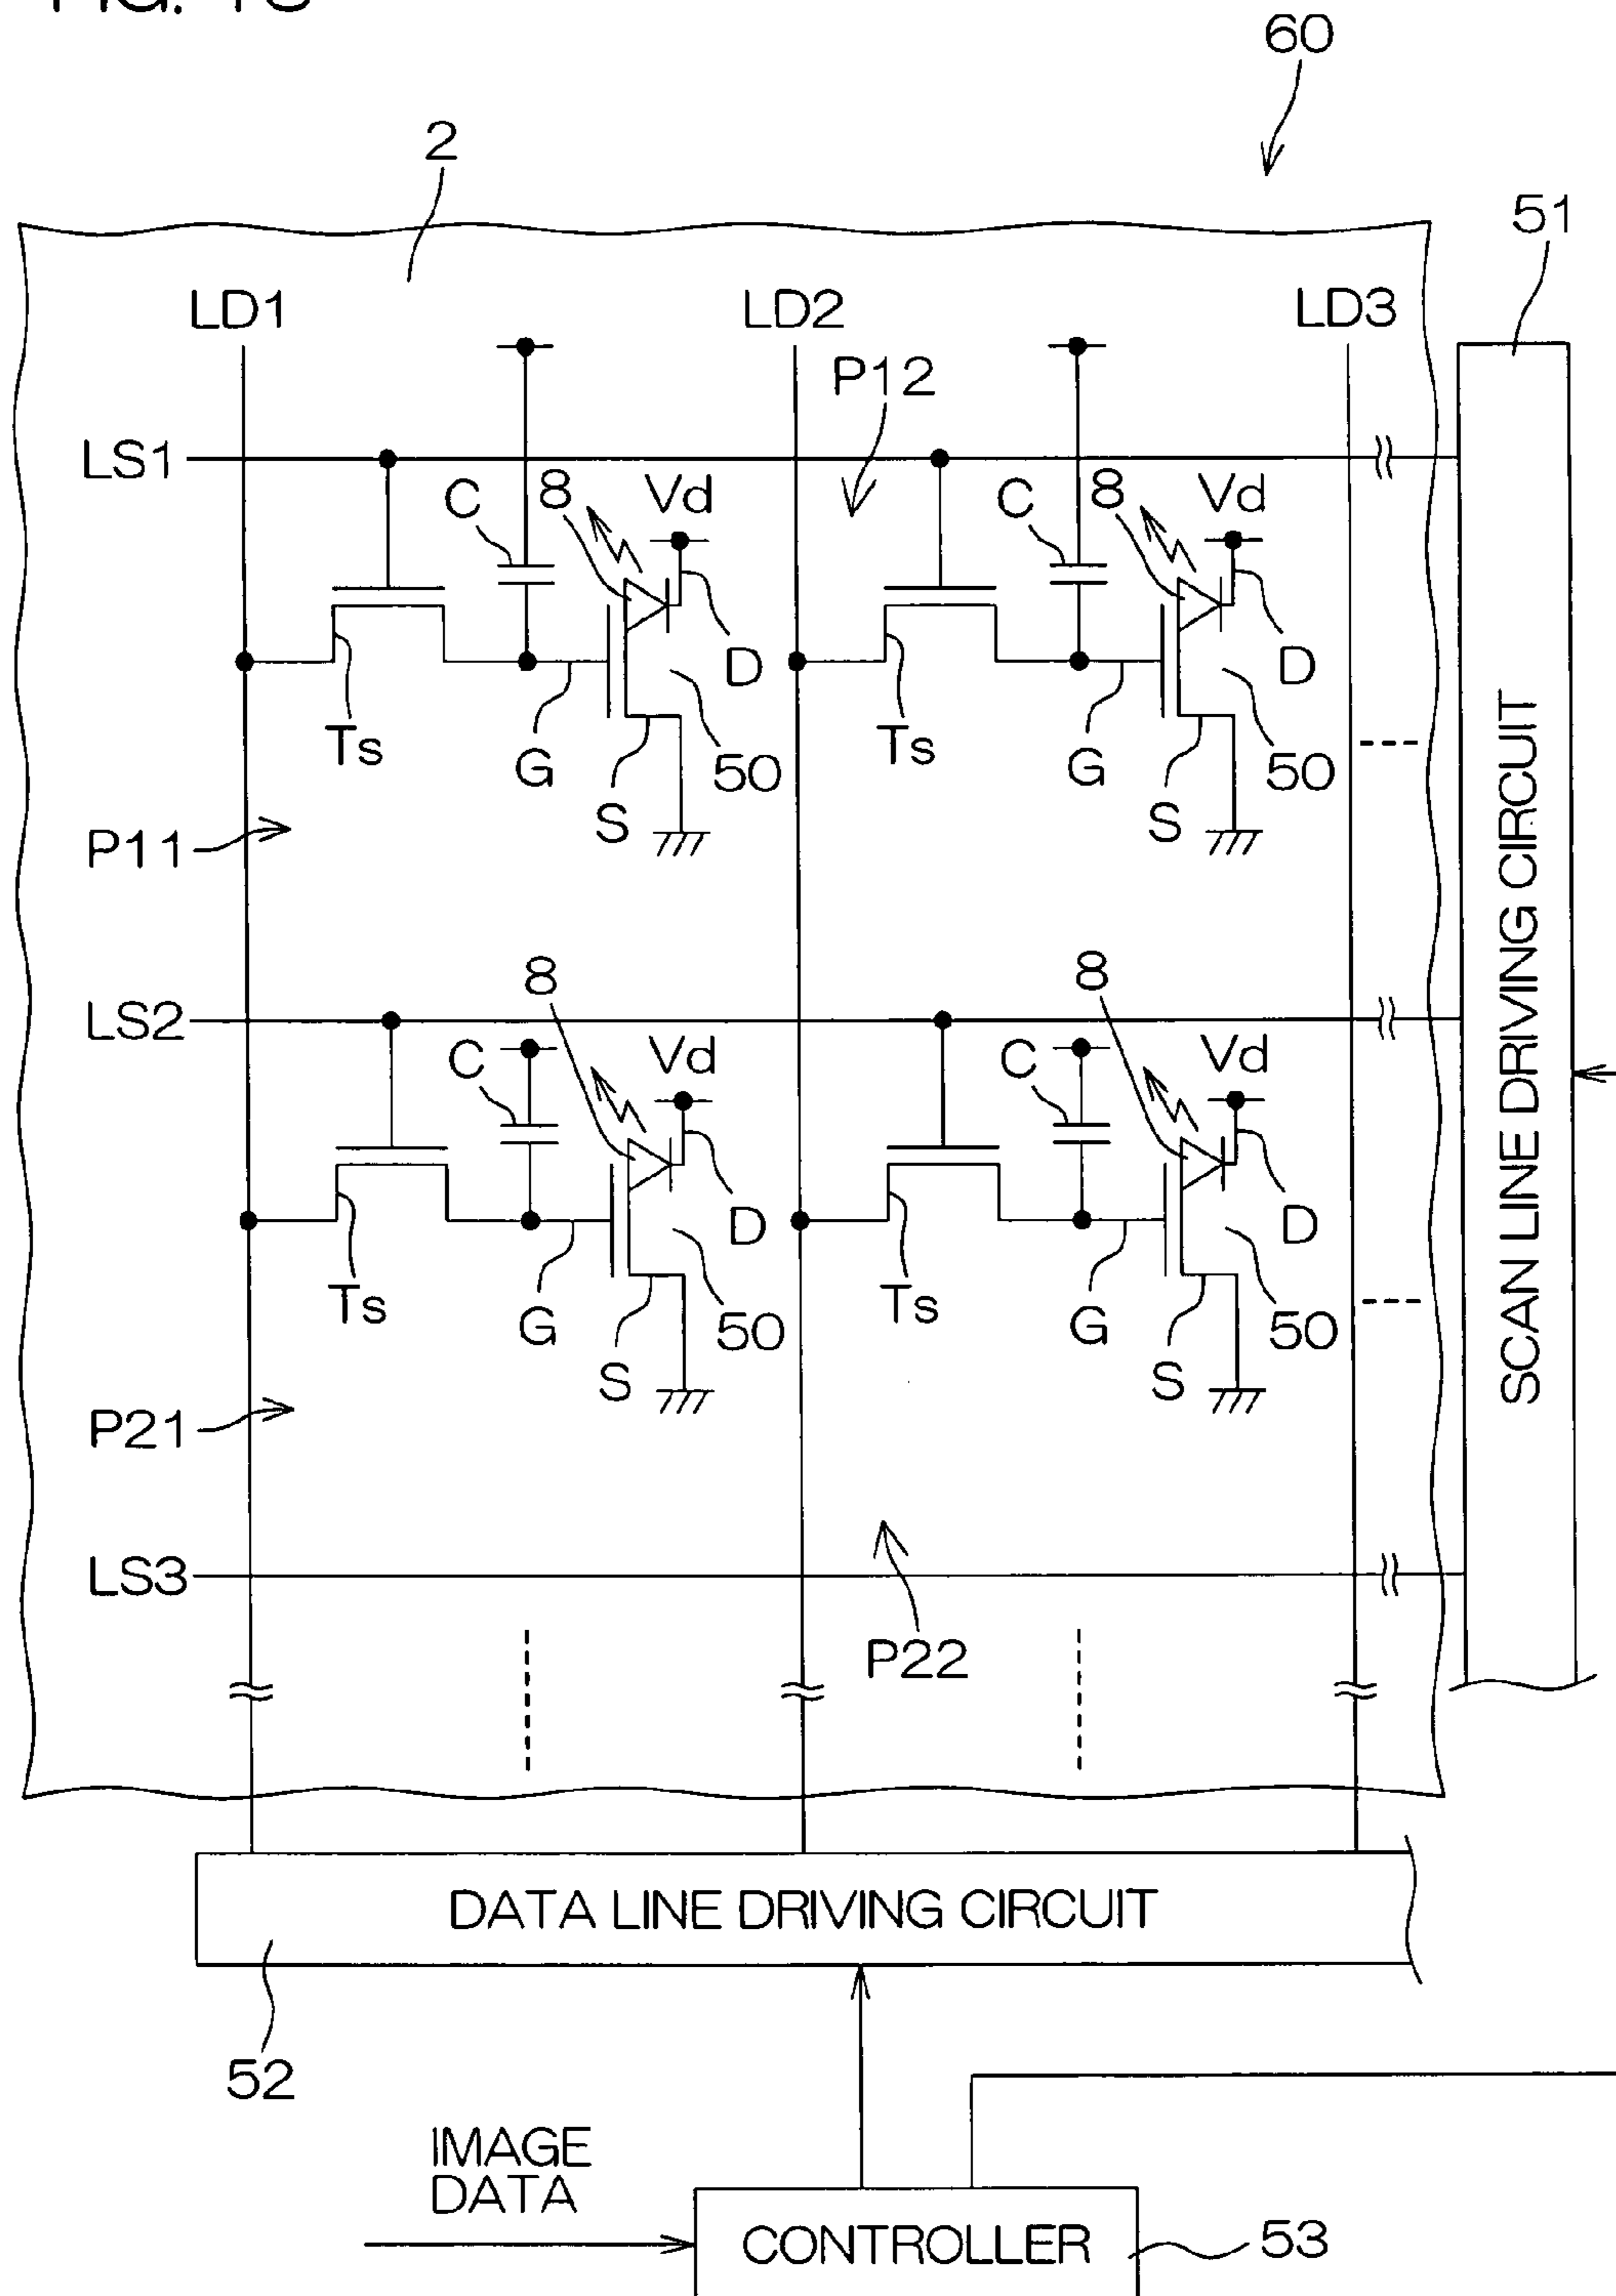 60
2
51
LD1 LD2 LD3
P12
LS1
C 8 Vd C 8 Vd
D D
Ts G 50 Ts G 50
S S
P11
SCAN LINE DRIVING CIRCUIT
8 8
LS2
C Vd C Vd
D D
Ts G 50 Ts G 50
S S
P21
LS3
P22
DATA LINE DRIVING CIRCUIT
52
IMAGE
DATA
CONTROLLER 53